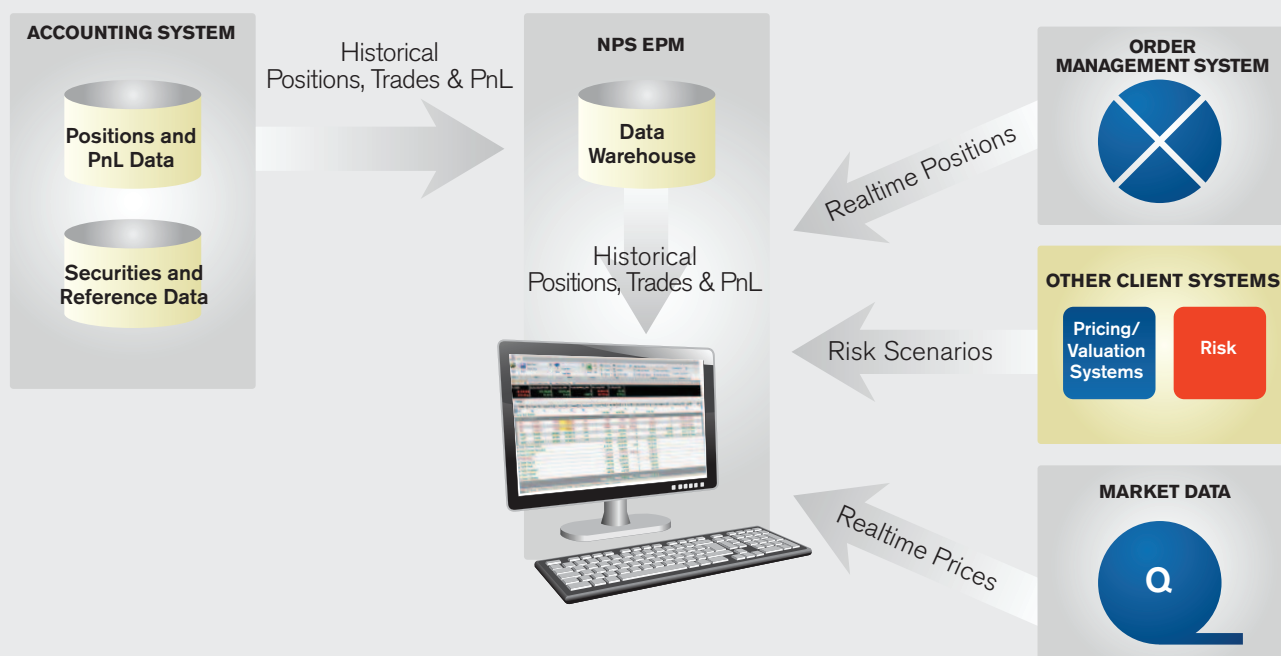 ACCOUNTING SYSTEM
Positions and
PnL Data
Securities and
Reference Data
Historical
Positions, Trades & PnL
NPS EPM
Data
Warehouse
Historical
Positions, Trades & PnL
Realtime Positions
Risk Scenarios
Realtime Prices
ORDER
MANAGEMENT SYSTEM
OTHER CLIENT SYSTEMS
Pricing/
Valuation
Systems
Risk
MARKET DATA
Q